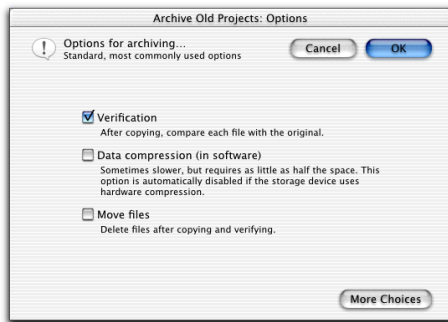 Archive Old Projects: Options
Options for archiving...
Standard, most commonly used options
Cancel
OK
Verification
After copying, compare each file with the original.
Data compression (in software)
Sometimes slower, but requires as little as half the space. This
option is automatically disabled if the storage device uses
hardware compression.
Move files
Delete files after copying and verifying.
More Choices